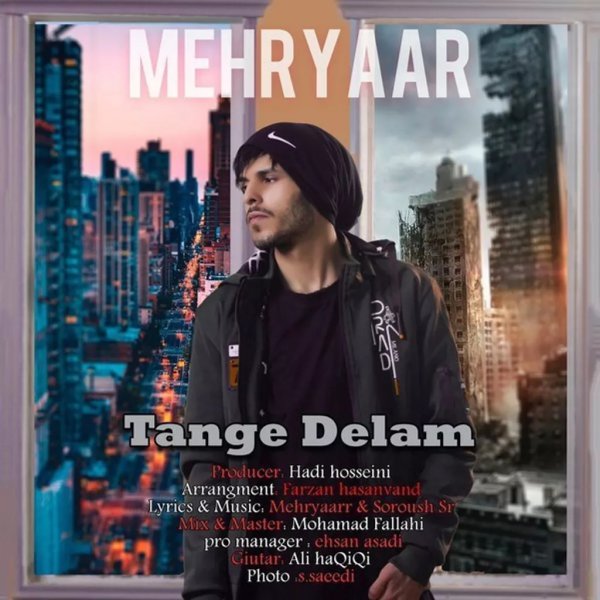 MEHRYAAR
Tange Delam
Producer: Hadi hosseini
Arrangment: Farzan hasanvand
Lyrics & Music: Mehryaarr & Soroush Sr
Mix & Master: Mohamad Fallahi
pro manager : ehsan asadi
Giutar: Ali haQiQi
Photo :s.saeedi